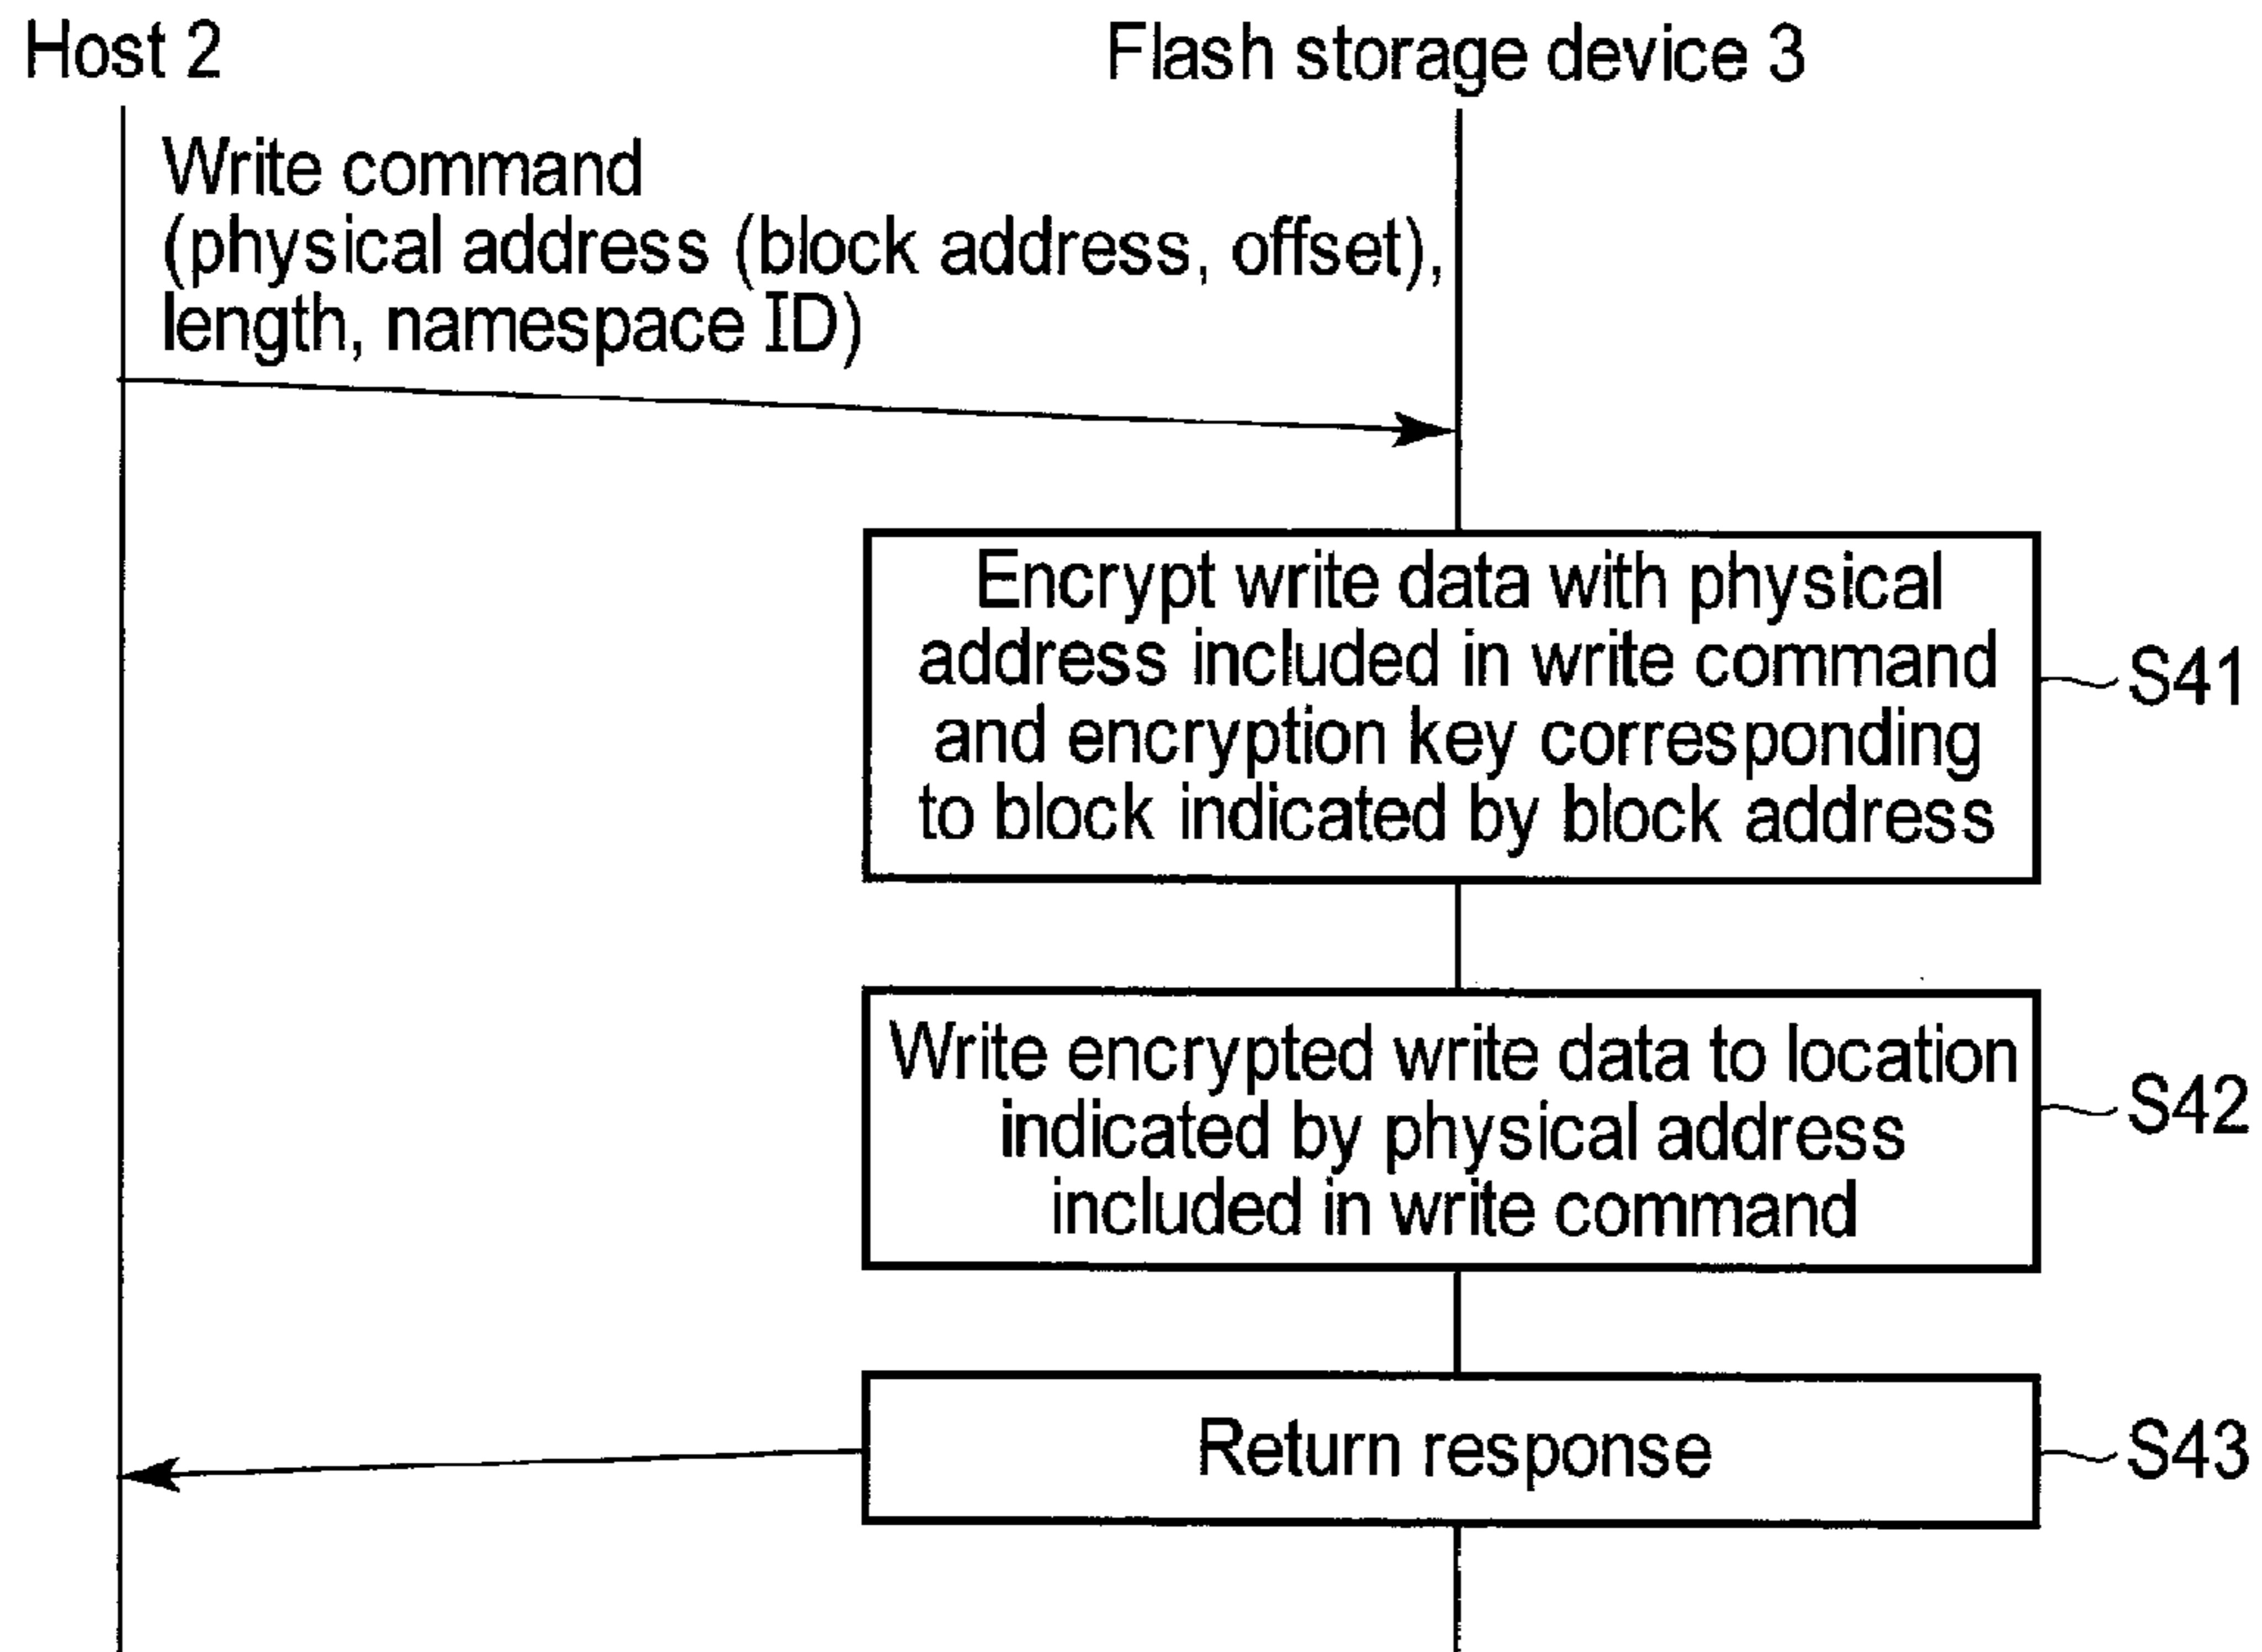 Host 2
Flash storage device 3
Write command
(physical address (block address, offset),
length, namespace ID)
Encrypt write data with physical
address included in write command
and encryption key corresponding
to block indicated by block address
S41
Write encrypted write data to location
indicated by physical address
included in write command
S42
Return response
S43